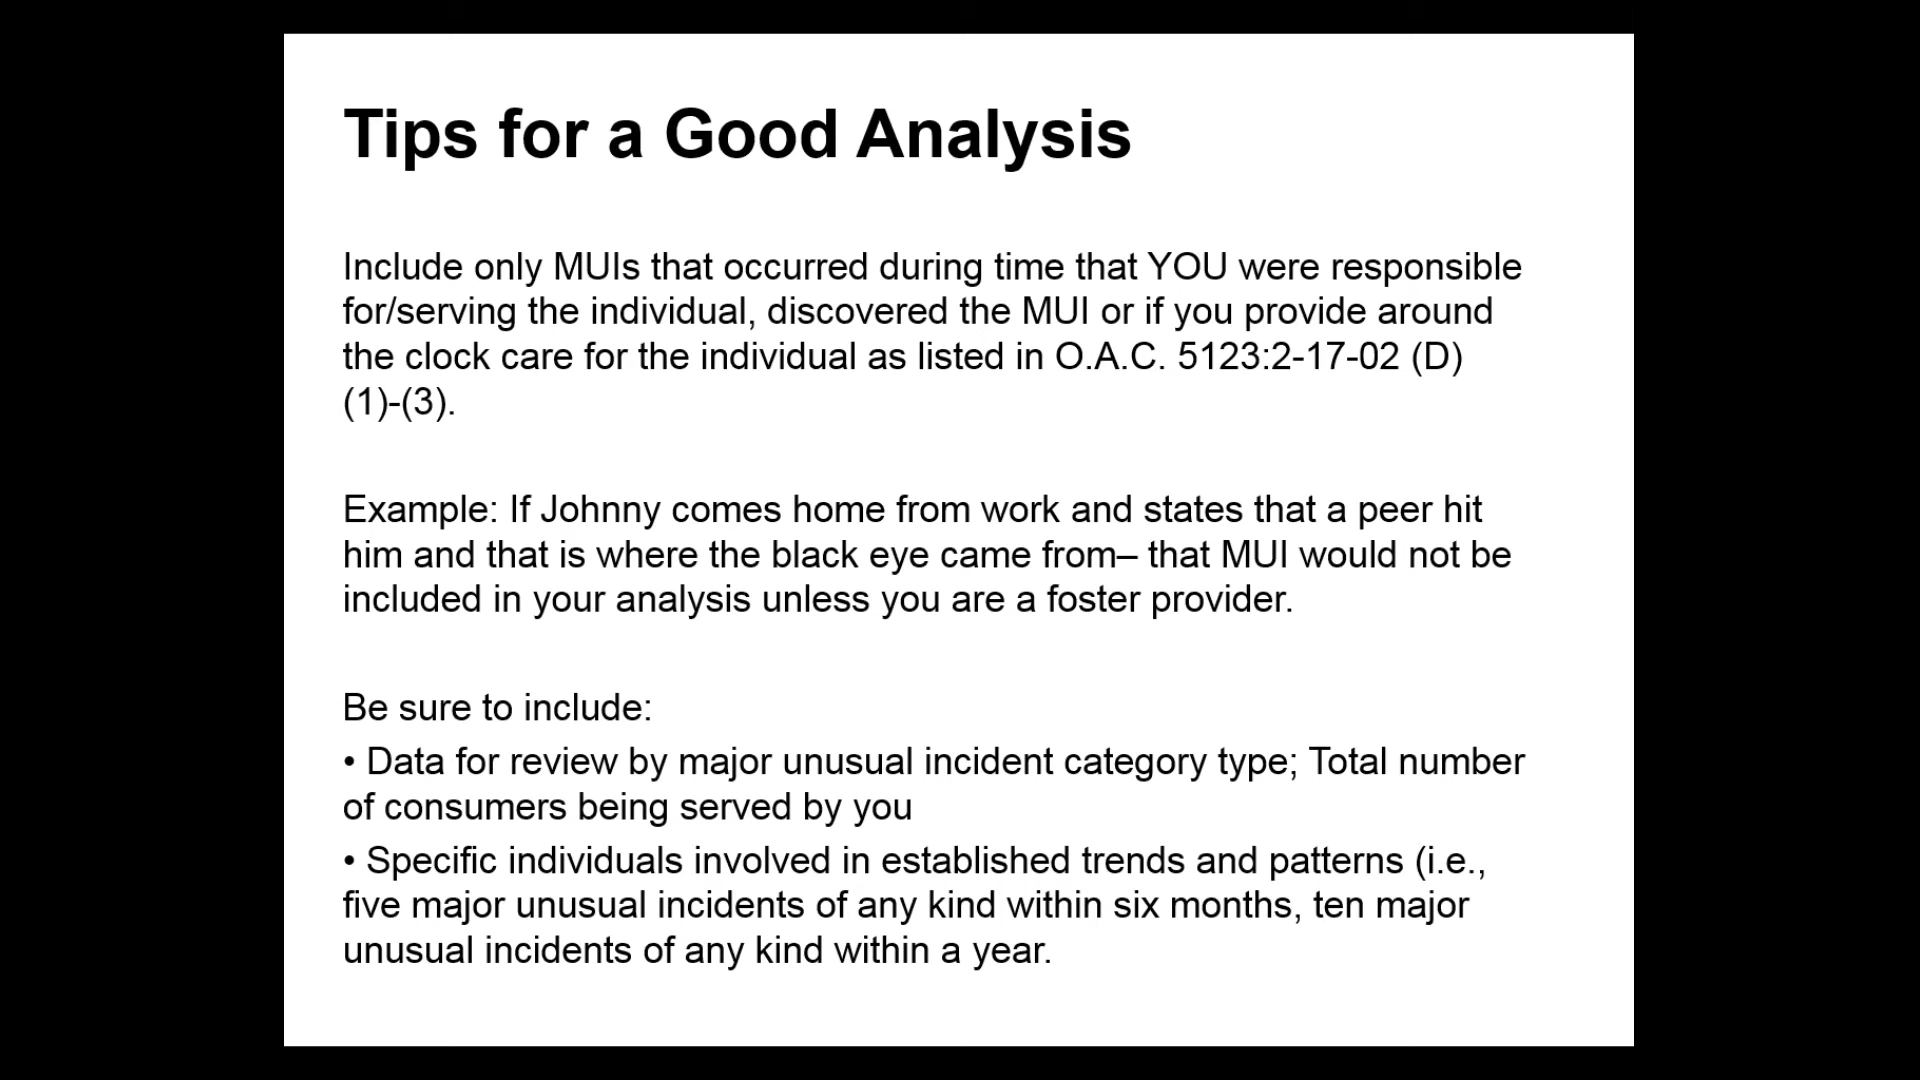 Tips for a Good Analysis
Include only MUIs that occurred during time that YOU were responsible
for/serving the individual, discovered the MUI or if you provide around
the clock care for the individual as listed in O.A.C. 5123:2-17-02 (D)
(1)-(3).
Example: If Johnny comes home from work and states that a peer hit
him and that is where the black eye came from– that MUI would not be
included in your analysis unless you are a foster provider.
Be sure to include:
• Data for review by major unusual incident category type; Total number
of consumers being served by you
• Specific individuals involved in established trends and patterns (i.e.,
five major unusual incidents of any kind within six months, ten major
unusual incidents of any kind within a year.